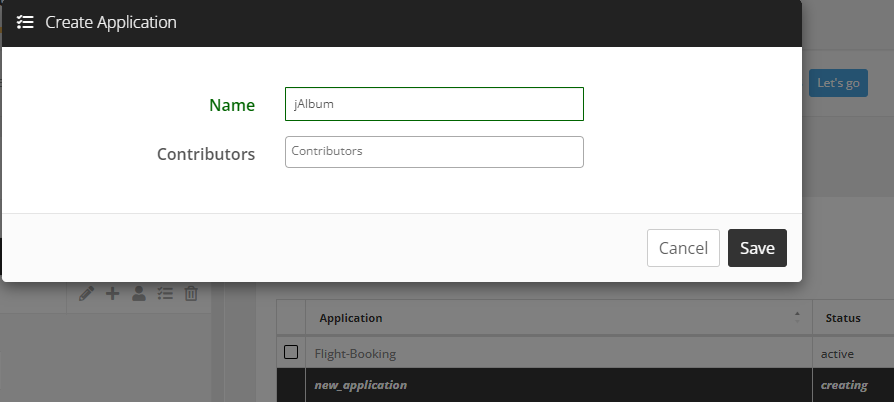 Create Application
Let's go
Name jAlbum
Contributors Contributors
Cancel Save
Application Status
Flight-Booking active
new_application creating